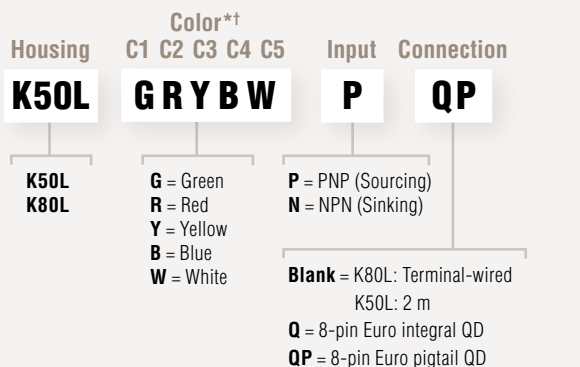 Color*†
Housing C1 C2 C3 C4 C5 Input Connection
K50L GRYBW P QP
K50L
K80L
G = Green
R = Red
Y = Yellow
B = Blue
W = White
P = PNP (Sourcing)
N = NPN (Sinking)
Blank = K80L: Terminal-wired
K50L: 2 m
Q = 8-pin Euro integral QD
QP = 8-pin Euro pigtail QD